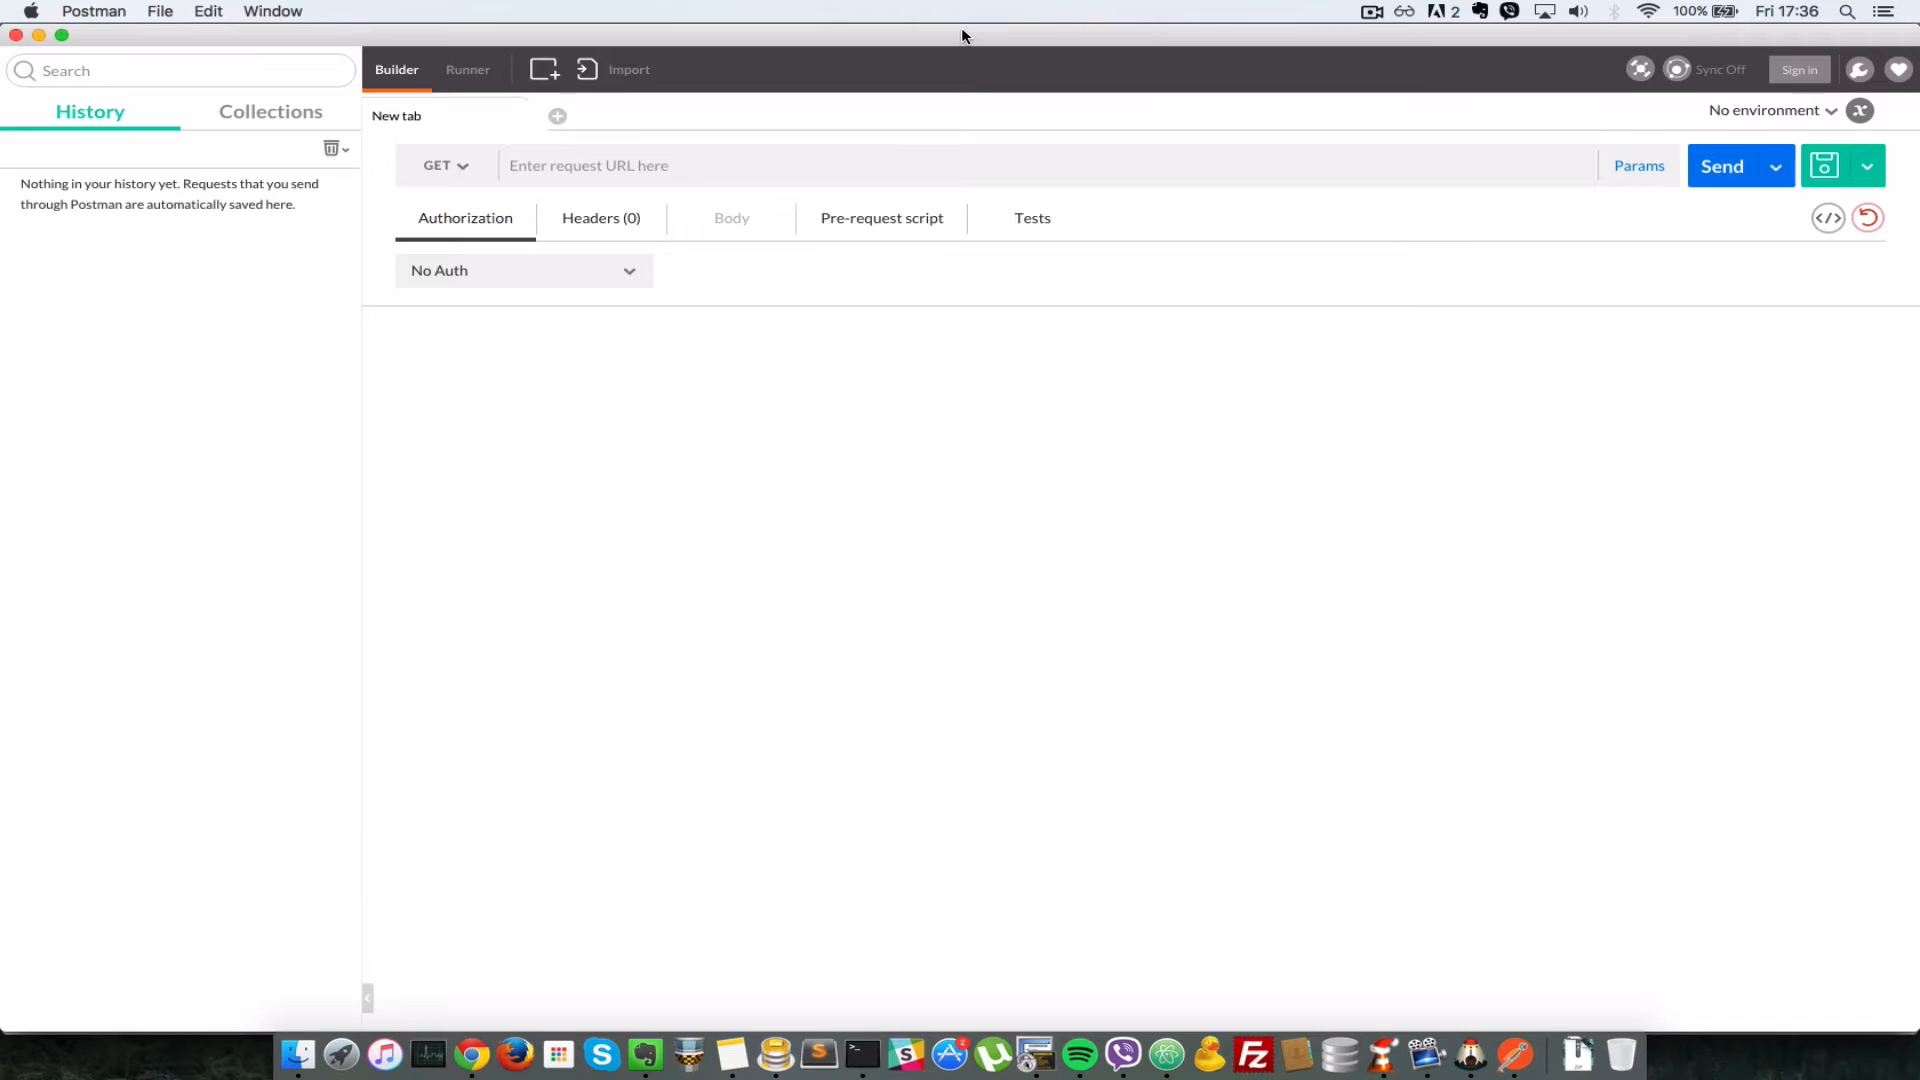 Postman File Edit Window 2 100% Fri 17:36
Search Builder Runner Import Sync Off Sign in
History Collections New tab No environment x
GET Enter request URL here Params Send
Nothing in your history yet. Requests that you send
through Postman are automatically saved here.
Authorization Headers (0) Body Pre-request script Tests </>
No Auth